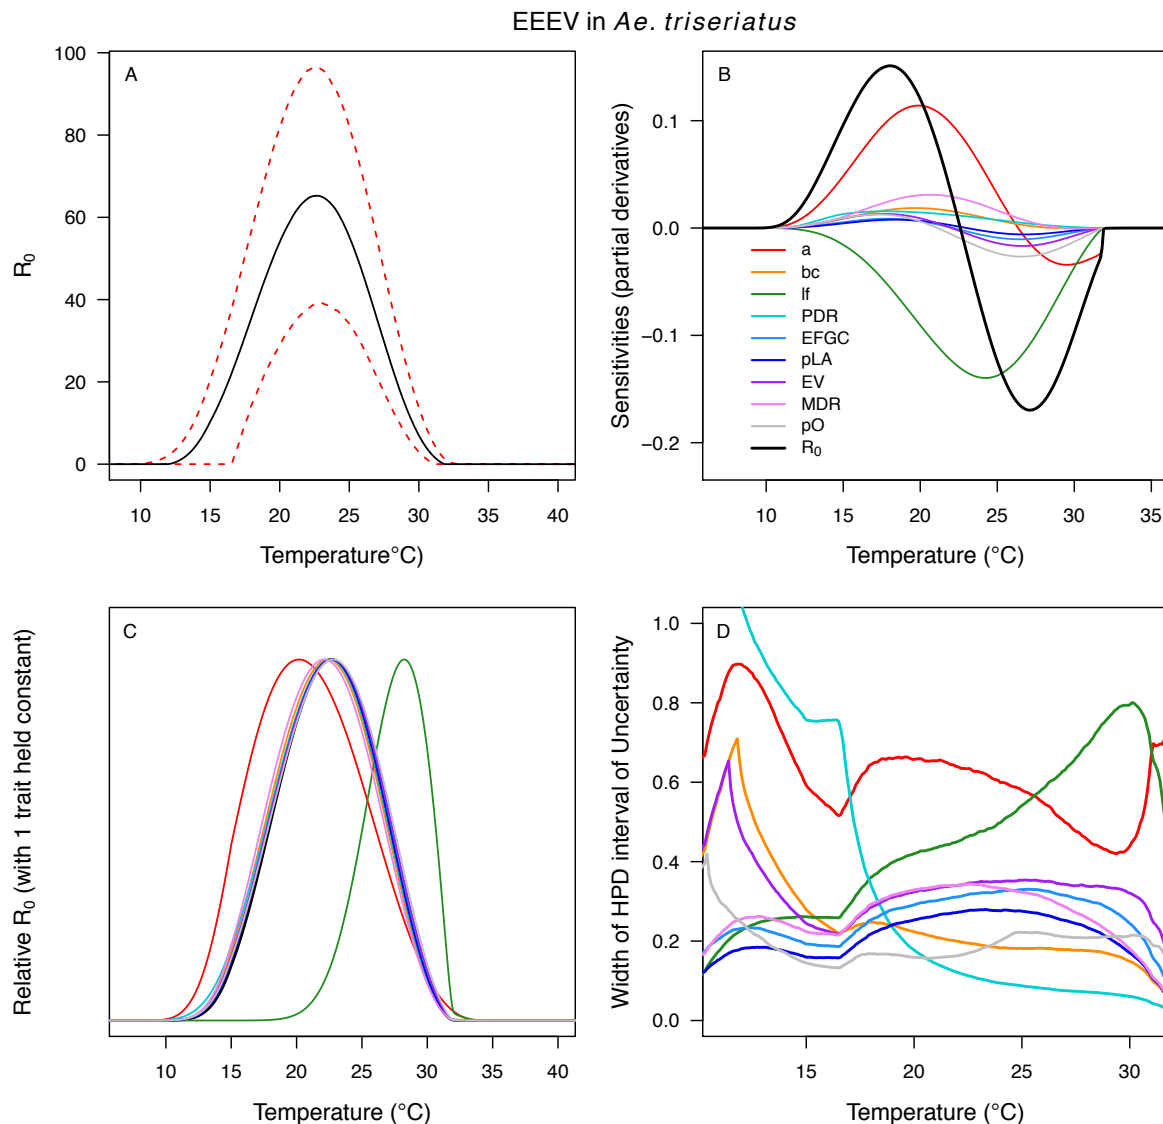 EEEV in Ae. triseriatus
A
R0
100
80
60
40
20
0
10 15 20 25 30 35 40
Temperature°C)
B
Sensitivities (partial derivatives)
0.1
0.0
−0.1
−0.2
a
bc
lf
PDR
EFGC
pLA
EV
MDR
pO
R0
10 15 20 25 30 35
Temperature (°C)
C
Relative R0 (with 1 trait held constant)
10 15 20 25 30 35 40
Temperature (°C)
D
Width of HPD interval of Uncertainty
1.0
0.8
0.6
0.4
0.2
0.0
15 20 25 30
Temperature (°C)